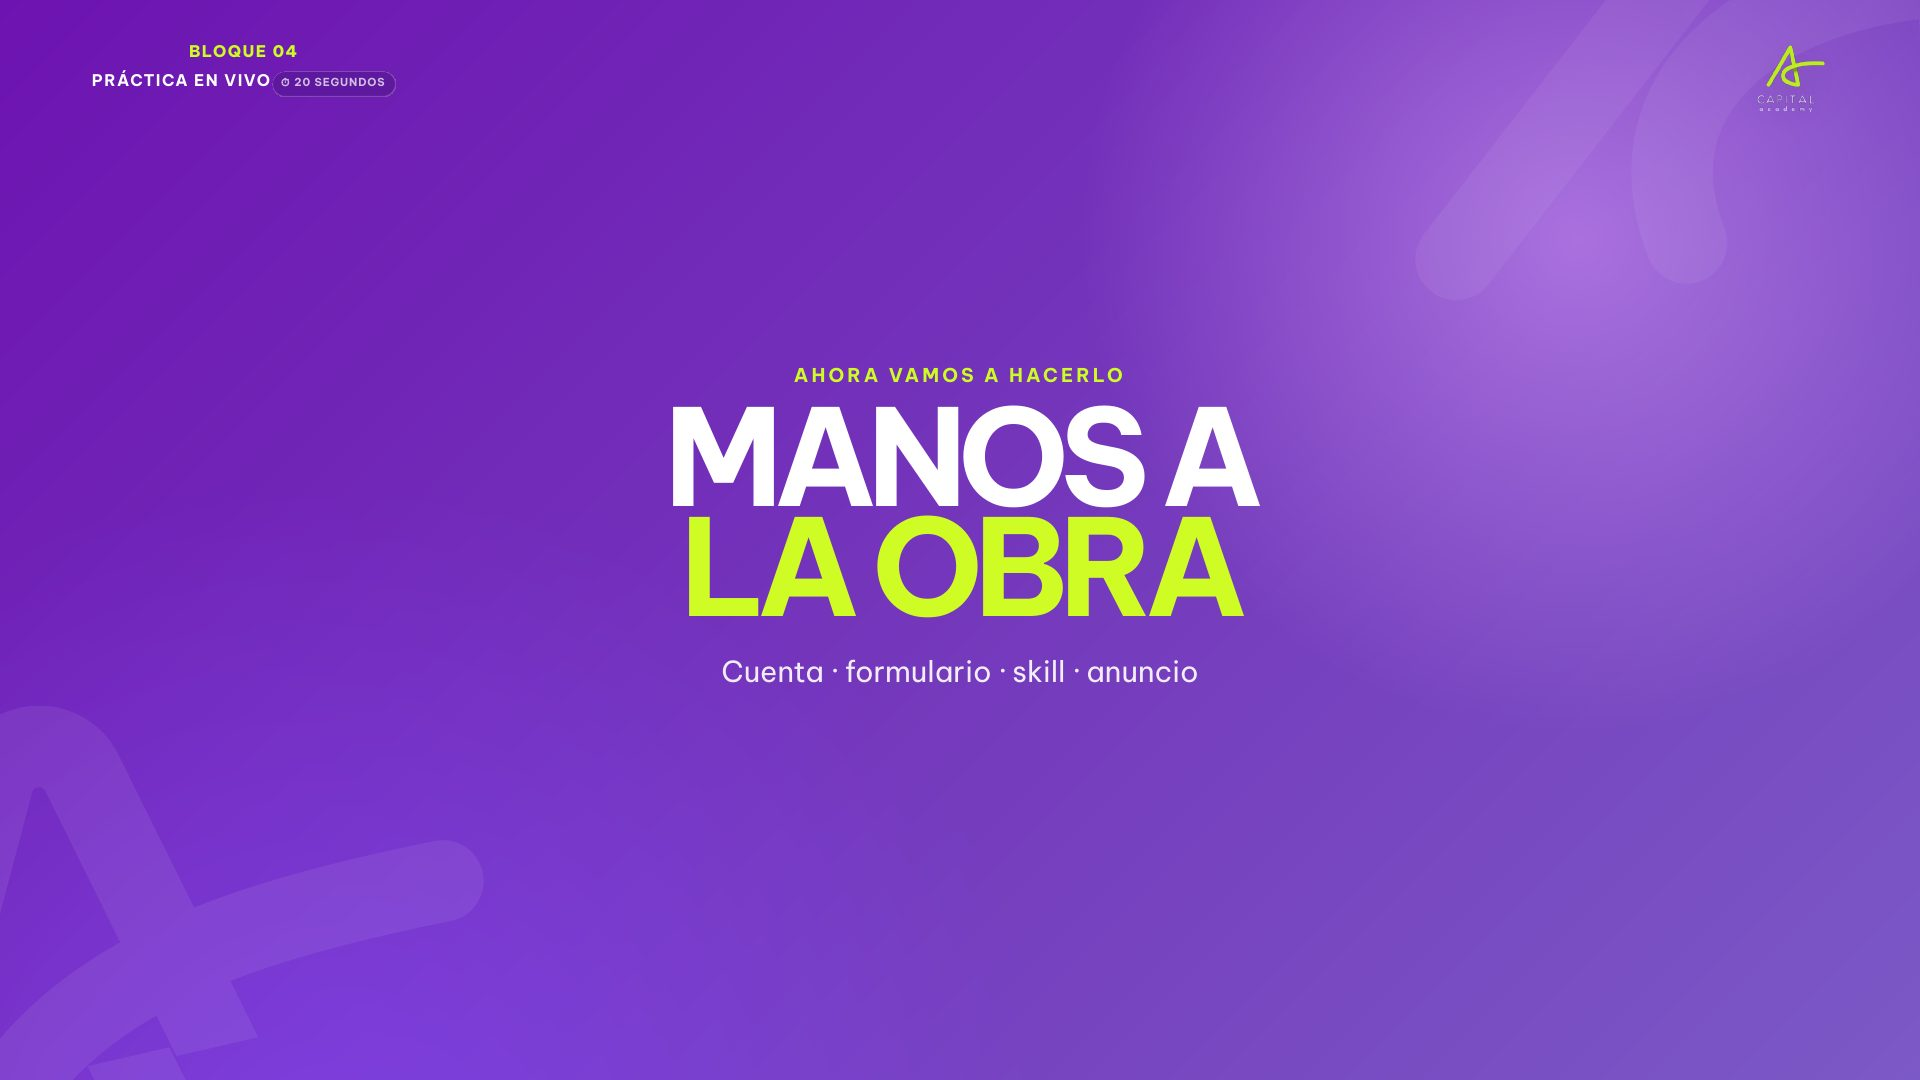 BLOQUE 04
PRÁCTICA EN VIVO ⏱ 20 SEGUNDOS
CAPITAL
academy
AHORA VAMOS A HACERLO
MANOS A
LA OBRA
Cuenta · formulario · skill · anuncio